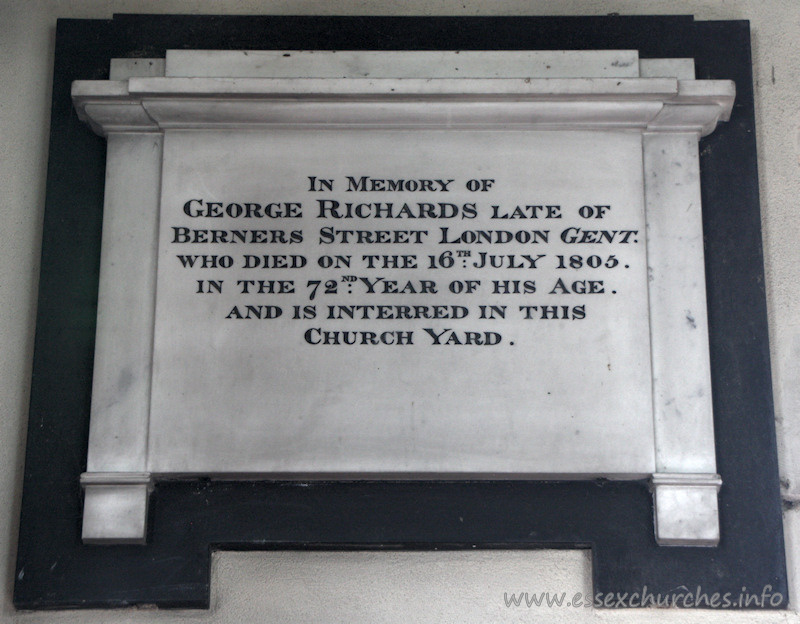 In Memory of
George Richards late of
Berners Street London Gent.
who died on the 16th July 1805.
in the 72nd Year of his Age.
and is interred in this
Church Yard.
www.essexchurches.info